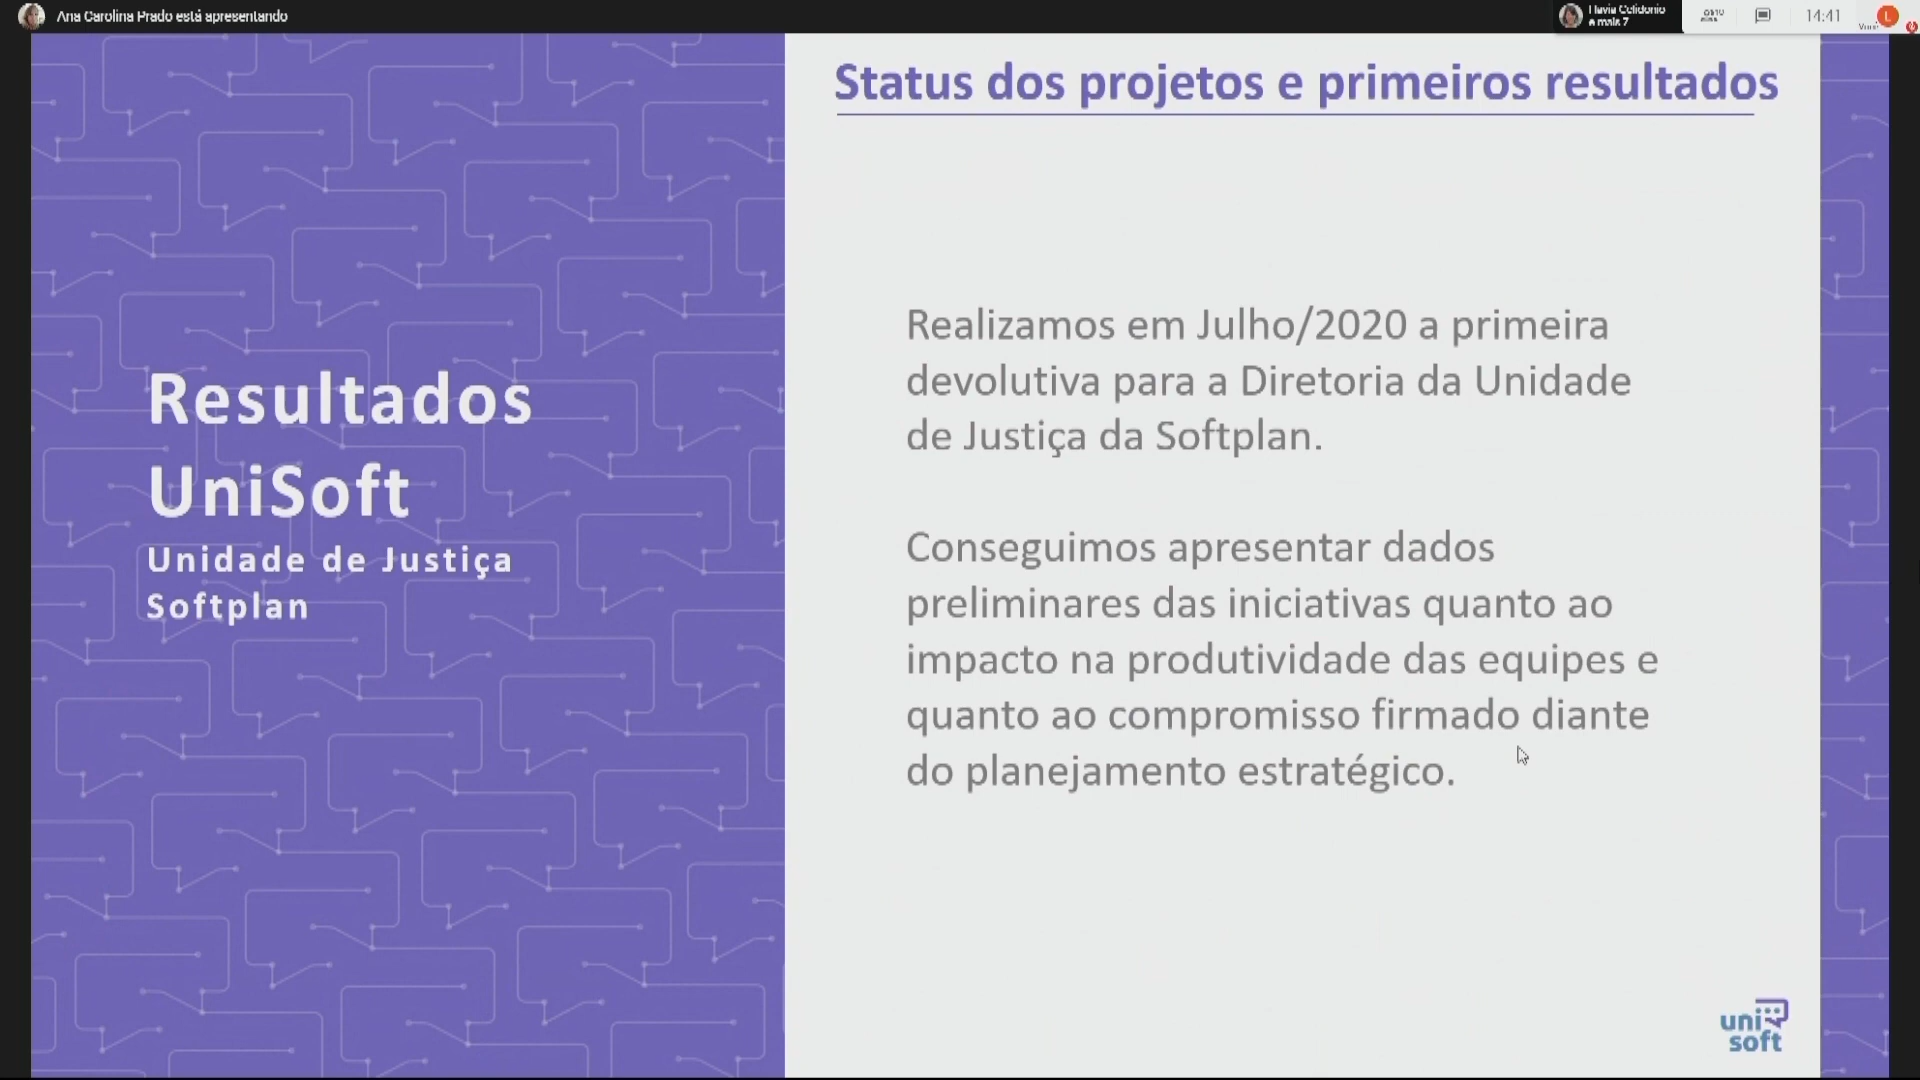 Ana Carolina Prado está apresentando
e mais 7
14:41
Status dos projetos e primeiros resultados
Resultados
UniSoft
Unidade de Justiça
Softplan
Realizamos em Julho/2020 a primeira
devolutiva para a Diretoria da Unidade
de Justiça da Softplan.
Conseguimos apresentar dados
preliminares das iniciativas quanto ao
impacto na produtividade das equipes e
quanto ao compromisso firmado diante
do planejamento estratégico.
uni
soft
L